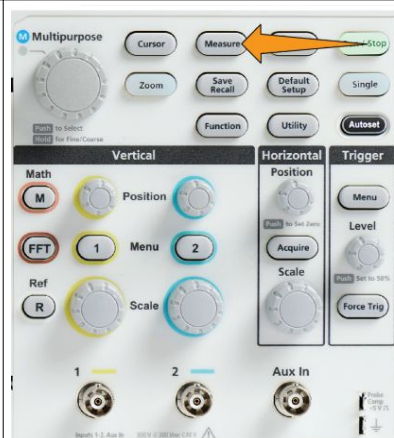 M Multipurpose
Cursor
Measure
/ Stop
Zoom
Save
Recall
Default
Setup
Single
Push to Select
Hold for Fine/Coarse
Function
Utility
Autoset
Vertical
Horizontal
Trigger
Math
M
Position
Position
Push to Set Zero
Menu
Level
FFT
1
Menu
2
Acquire
Push Set to 50%
Ref
R
Scale
Scale
Force Trig
1
2
Aux In
Probe
Comp